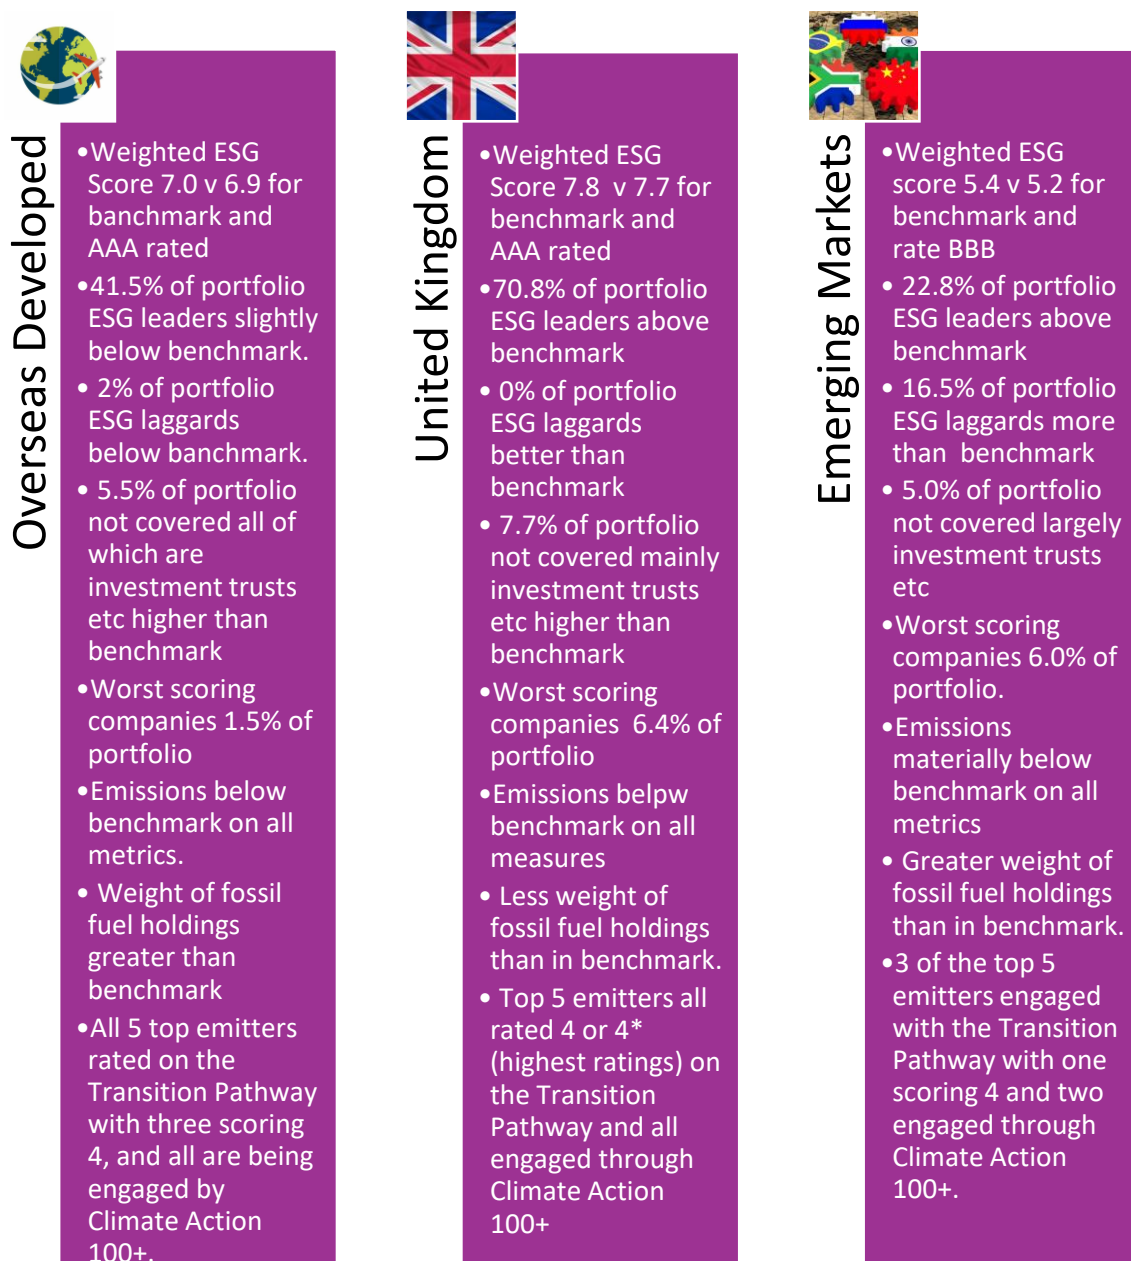 Overseas Developed
•Weighted ESG
Score 7.0 v 6.9 for
banchmark and
AAA rated
•41.5% of portfolio
ESG leaders slightly
below benchmark.
• 2% of portfolio
ESG laggards
below banchmark.
• 5.5% of portfolio
not covered all of
which are
investment trusts
etc higher than
benchmark
•Worst scoring
companies 1.5% of
portfolio
•Emissions below
benchmark on all
metrics.
• Weight of fossil
fuel holdings
greater than
benchmark
•All 5 top emitters
rated on the
Transition Pathway
with three scoring
4, and all are being
engaged by
Climate Action
100+.
United Kingdom
•Weighted ESG
Score 7.8  v 7.7 for
benchmark and
AAA rated
•70.8% of portfolio
ESG leaders above
benchmark
• 0% of portfolio
ESG laggards
better than
benchmark
• 7.7% of portfolio
not covered mainly
investment trusts
etc higher than
benchmark
•Worst scoring
companies  6.4% of
portfolio
•Emissions belpw
benchmark on all
measures
• Less weight of
fossil fuel holdings
than in benchmark.
• Top 5 emitters all
rated 4 or 4*
(highest ratings) on
the Transition
Pathway and all
engaged through
Climate Action
100+
Emerging Markets
•Weighted ESG
score 5.4 v 5.2 for
benchmark and
rate BBB
• 22.8% of portfolio
ESG leaders above
benchmark
• 16.5% of portfolio
ESG laggards more
than  benchmark
• 5.0% of portfolio
not covered largely
investment trusts
etc
•Worst scoring
companies 6.0% of
portfolio.
•Emissions
materially below
benchmark on all
metrics
• Greater weight of
fossil fuel holdings
than in benchmark.
•3 of the top 5
emitters engaged
with the Transition
Pathway with one
scoring 4 and two
engaged through
Climate Action
100+.